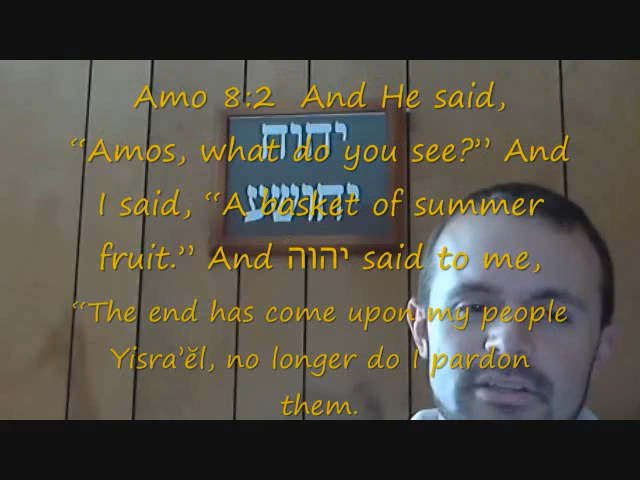 Amo 8:2 And He said,
“Amos, what do you see?” And
I said, “A basket of summer
fruit.” And יהוה said to me,
“The end has come upon my people
Yisra’ĕl, no longer do I pardon
them.
יהוה
יהושע